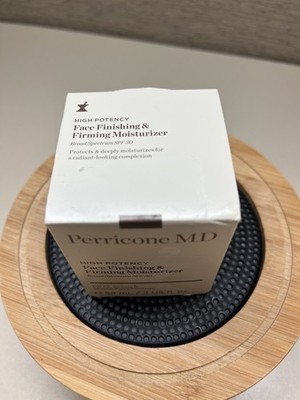 HIGH POTENCY
Face Finishing &
Firming Moisturizer
Broad Spectrum SPF 30
Protects & deeply moisturizes for
a radiant-looking complexion
Perricone MD
HIGH POTENCY
Face Finishing &
Firming Moisturizer